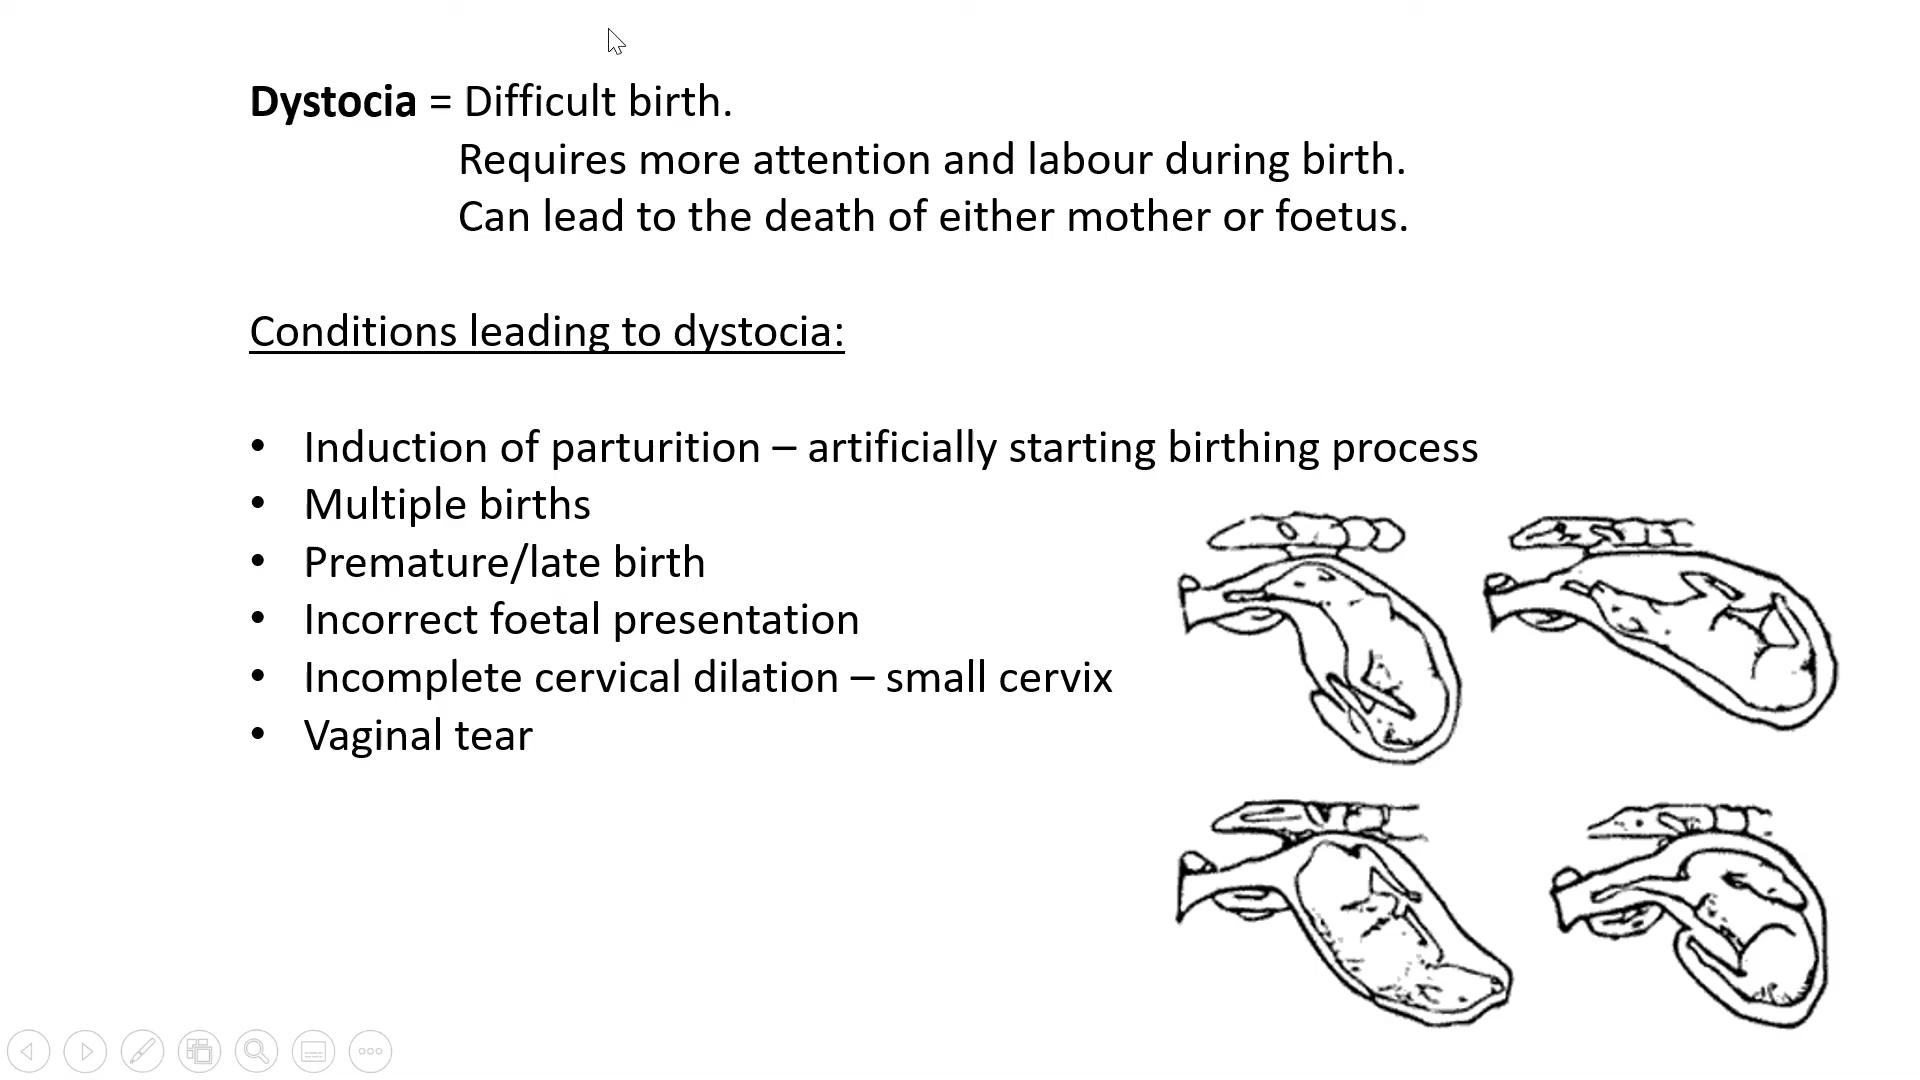 Dystocia = Difficult birth.
Requires more attention and labour during birth.
Can lead to the death of either mother or foetus.
Conditions leading to dystocia:
• Induction of parturition – artificially starting birthing process
• Multiple births
• Premature/late birth
• Incorrect foetal presentation
• Incomplete cervical dilation – small cervix
• Vaginal tear